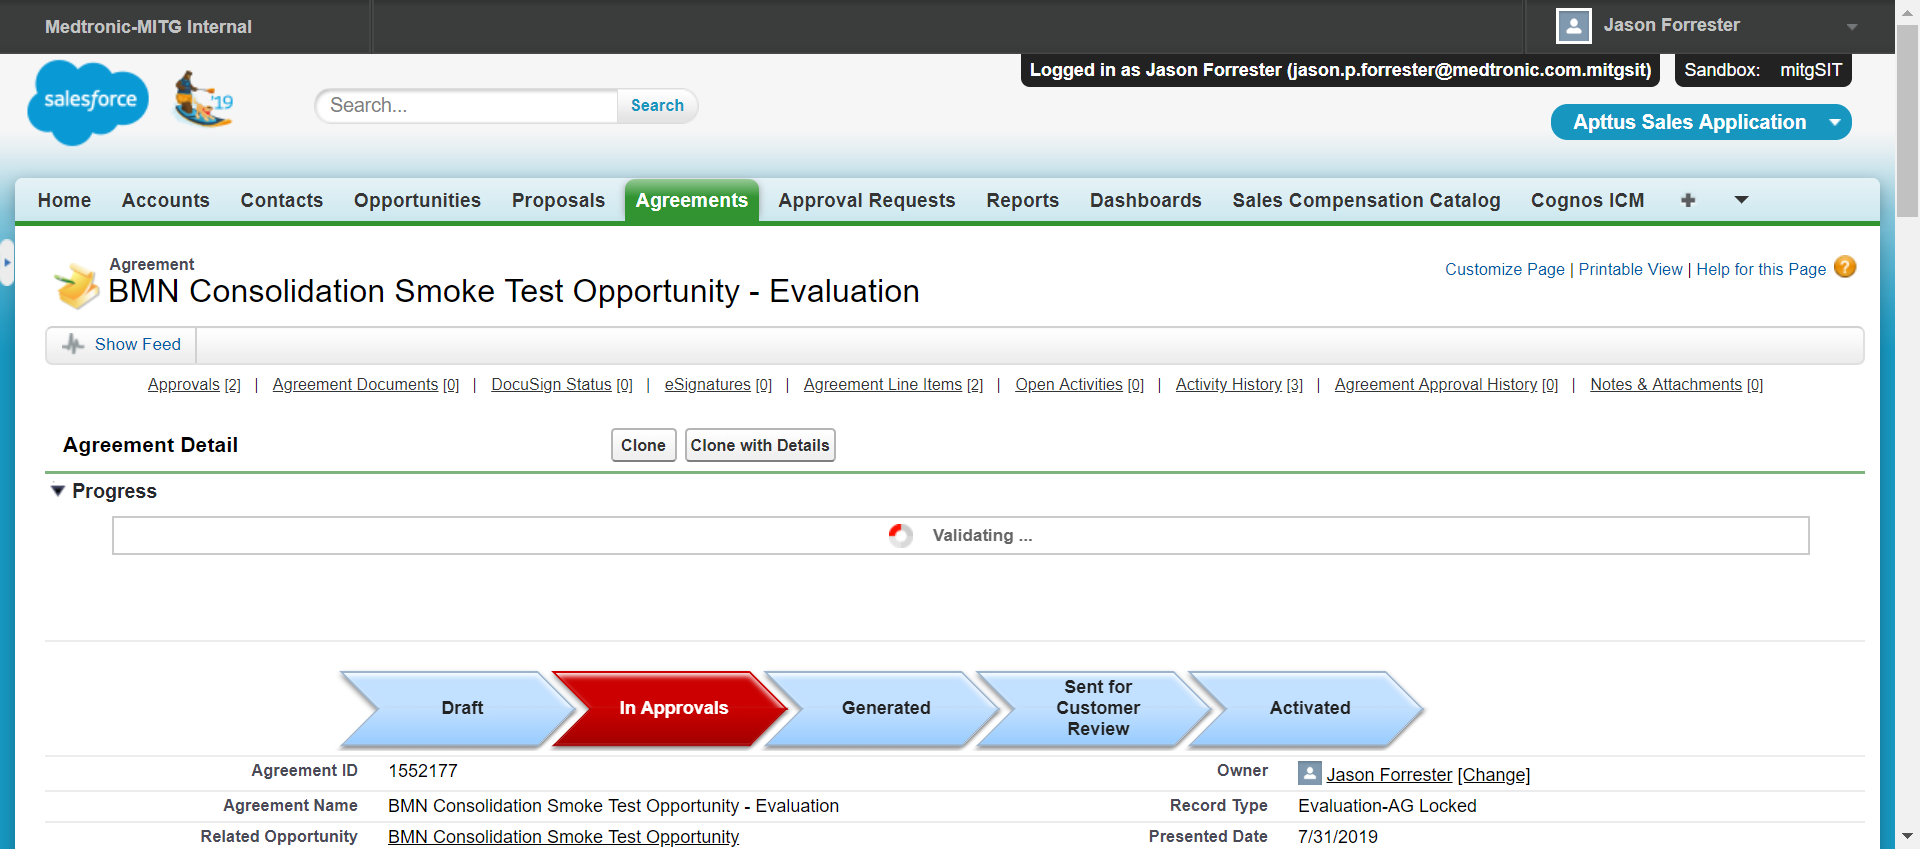 Medtronic-MITG Internal
Jason Forrester
Logged in as Jason Forrester (jason.p.forrester@medtronic.com.mitgsit)
Sandbox: mitgSIT
salesforce
'19
Search...
Search
Apttus Sales Application
Home Accounts Contacts Opportunities Proposals Agreements Approval Requests Reports Dashboards Sales Compensation Catalog Cognos ICM +
Agreement
BMN Consolidation Smoke Test Opportunity - Evaluation
Customize Page | Printable View | Help for this Page ?
Show Feed
Approvals [2] | Agreement Documents [0] | DocuSign Status [0] | eSignatures [0] | Agreement Line Items [2] | Open Activities [0] | Activity History [3] | Agreement Approval History [0] | Notes & Attachments [0]
Agreement Detail
Clone
Clone with Details
Progress
Validating ...
Draft
In Approvals
Generated
Sent for
Customer
Review
Activated
Agreement ID 1552177
Owner Jason Forrester [Change]
Agreement Name BMN Consolidation Smoke Test Opportunity - Evaluation
Record Type Evaluation-AG Locked
Related Opportunity BMN Consolidation Smoke Test Opportunity
Presented Date 7/31/2019